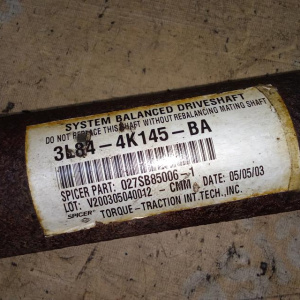 SYSTEM BALANCED DRIVESHAFT
DO NOT REPLACE THIS SHAFT WITHOUT REBALANCING MATING SHAFT
3L84-4K145-BA
SPICER PART: 027SB85006-1
LOT: V200305040012 - CMM DATE: 05/05/03
SPICER TORQUE-TRACTION INT.TECH.,INC.